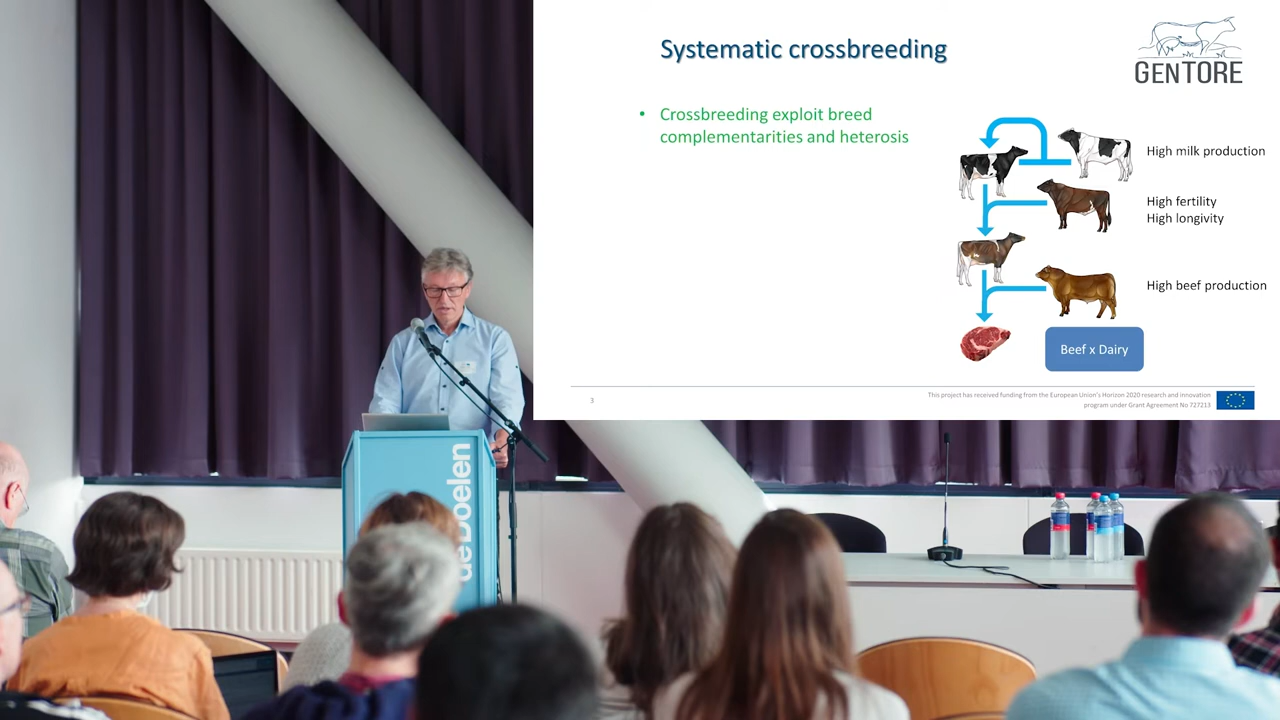 Systematic crossbreeding
GENTORE
• Crossbreeding exploit breed
complementarities and heterosis
High milk production
High fertility
High longivity
High beef production
Beef x Dairy
3
This project has received funding from the European Union's Horizon 2020 research and innovation
program under Grant Agreement No 727213
deDoelen